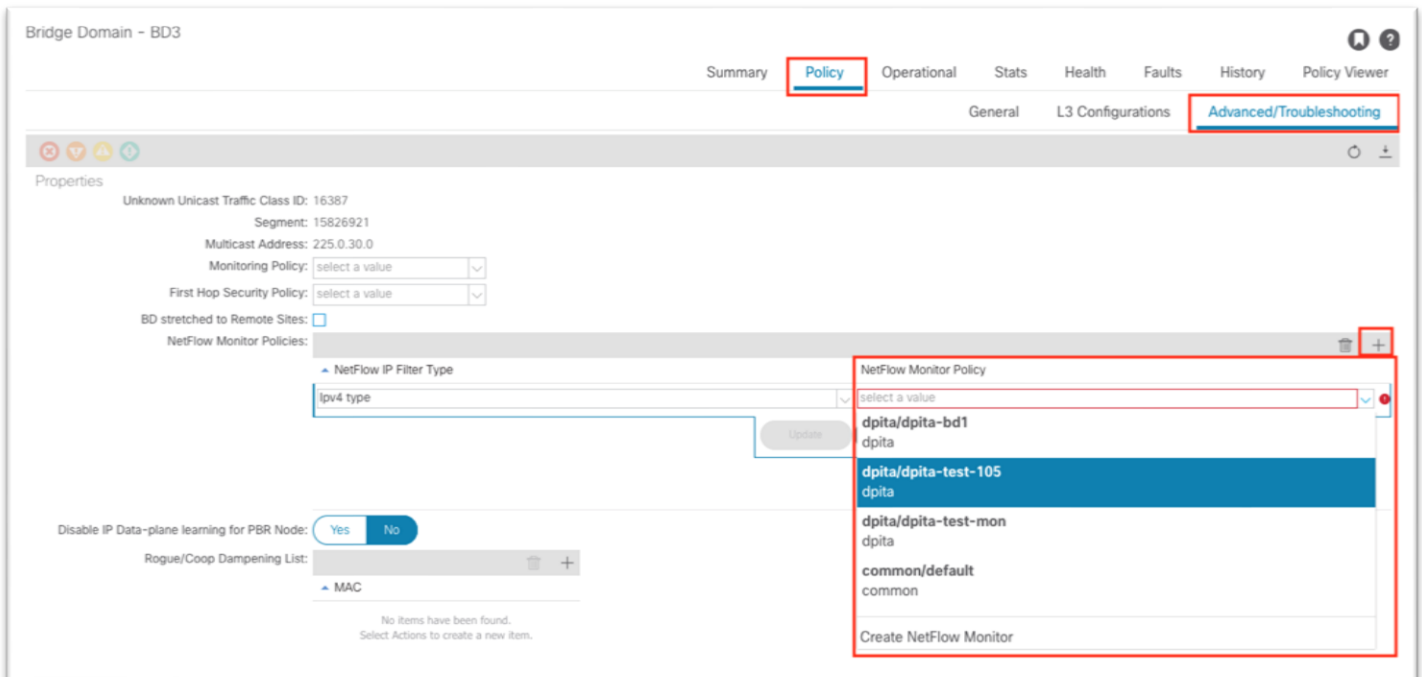 Bridge Domain - BD3
Summary Policy Operational Stats Health Faults History Policy Viewer
General L3 Configurations Advanced/Troubleshooting
Properties
Unknown Unicast Traffic Class ID: 16387
Segment: 15826921
Multicast Address: 225.0.30.0
Monitoring Policy: select a value
First Hop Security Policy: select a value
BD stretched to Remote Sites:
NetFlow Monitor Policies:
NetFlow IP Filter Type NetFlow Monitor Policy
Ipv4 type select a value
Update
dpita/dpita-bd1
dpita
dpita/dpita-test-105
dpita
dpita/dpita-test-mon
dpita
common/default
common
Create NetFlow Monitor
Disable IP Data-plane learning for PBR Node: Yes No
Rogue/Coop Dampening List:
MAC
No items have been found.
Select Actions to create a new item.